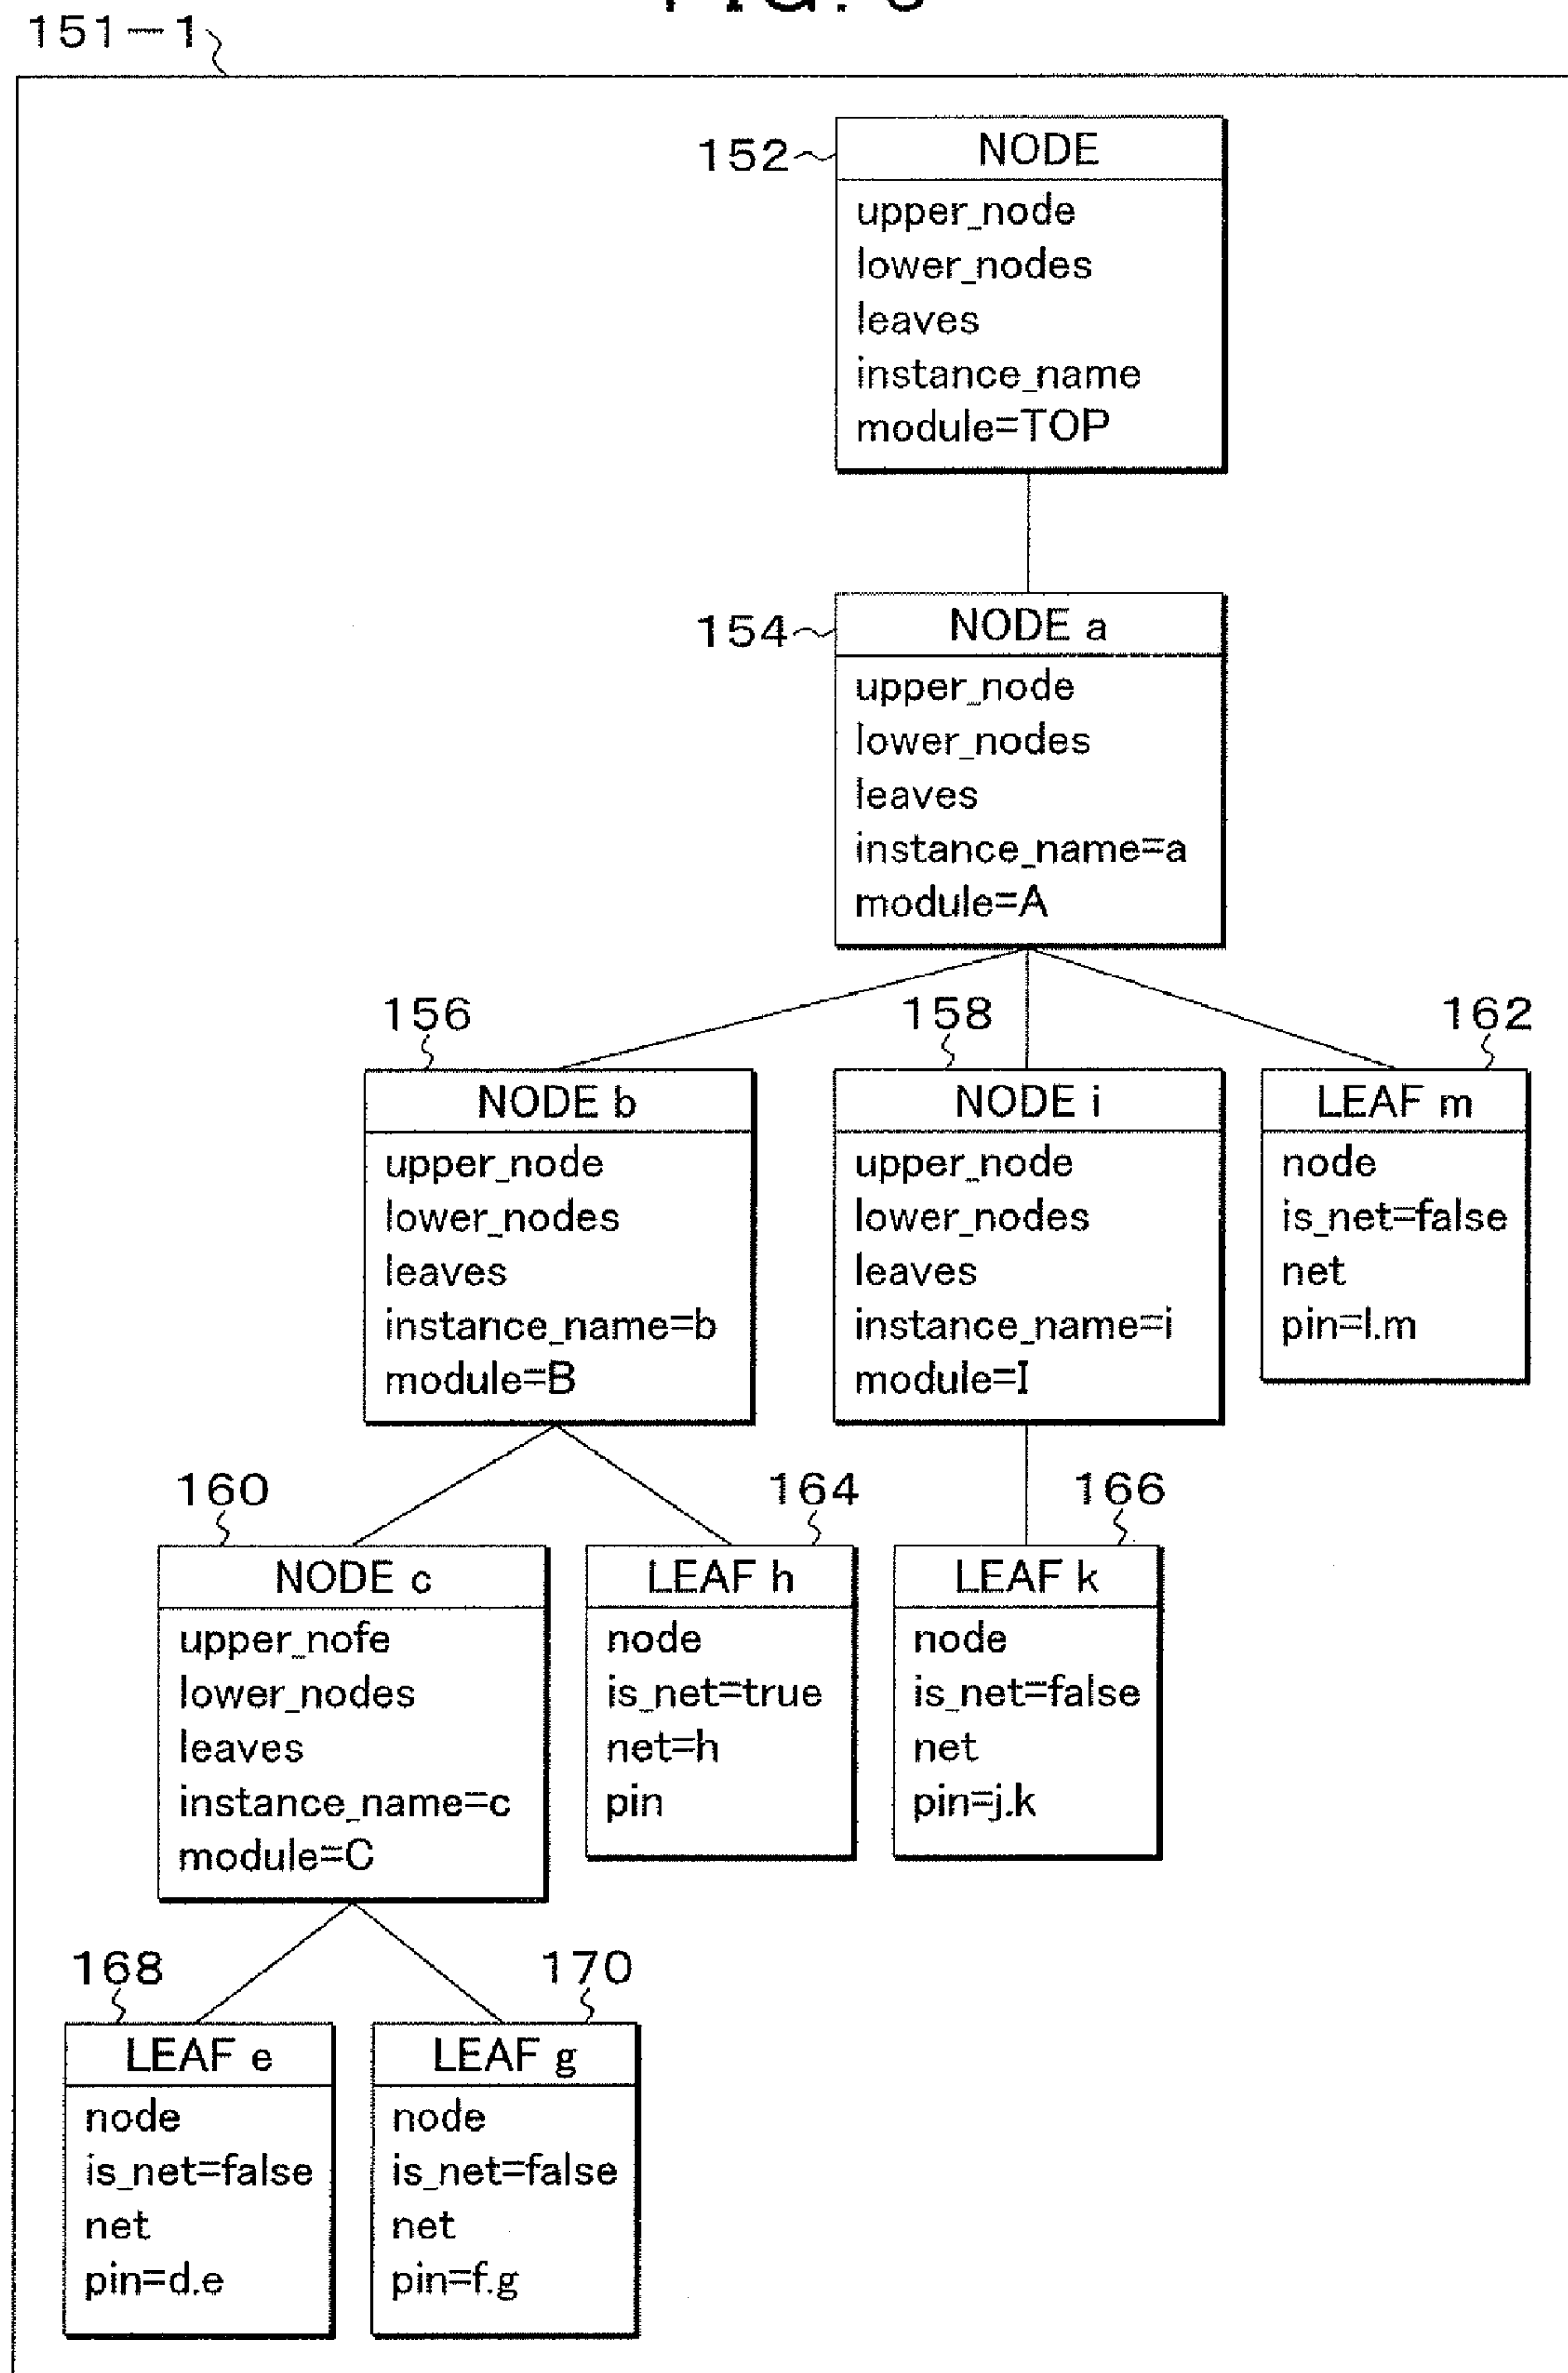 151-1
152
NODE
upper_node
lower_nodes
leaves
instance_name
module=TOP
154
NODE a
upper_node
lower_nodes
leaves
instance_name=a
module=A
156
NODE b
upper_node
lower_nodes
leaves
instance_name=b
module=B
158
NODE i
upper_node
lower_nodes
leaves
instance_name=i
module=I
162
LEAF m
node
is_net=false
net
pin=l.m
160
NODE c
upper_nofe
lower_nodes
leaves
instance_name=c
module=C
164
LEAF h
node
is_net=true
net=h
pin
166
LEAF k
node
is_net=false
net
pin=j.k
168
LEAF e
node
is_net=false
net
pin=d.e
170
LEAF g
node
is_net=false
net
pin=f.g